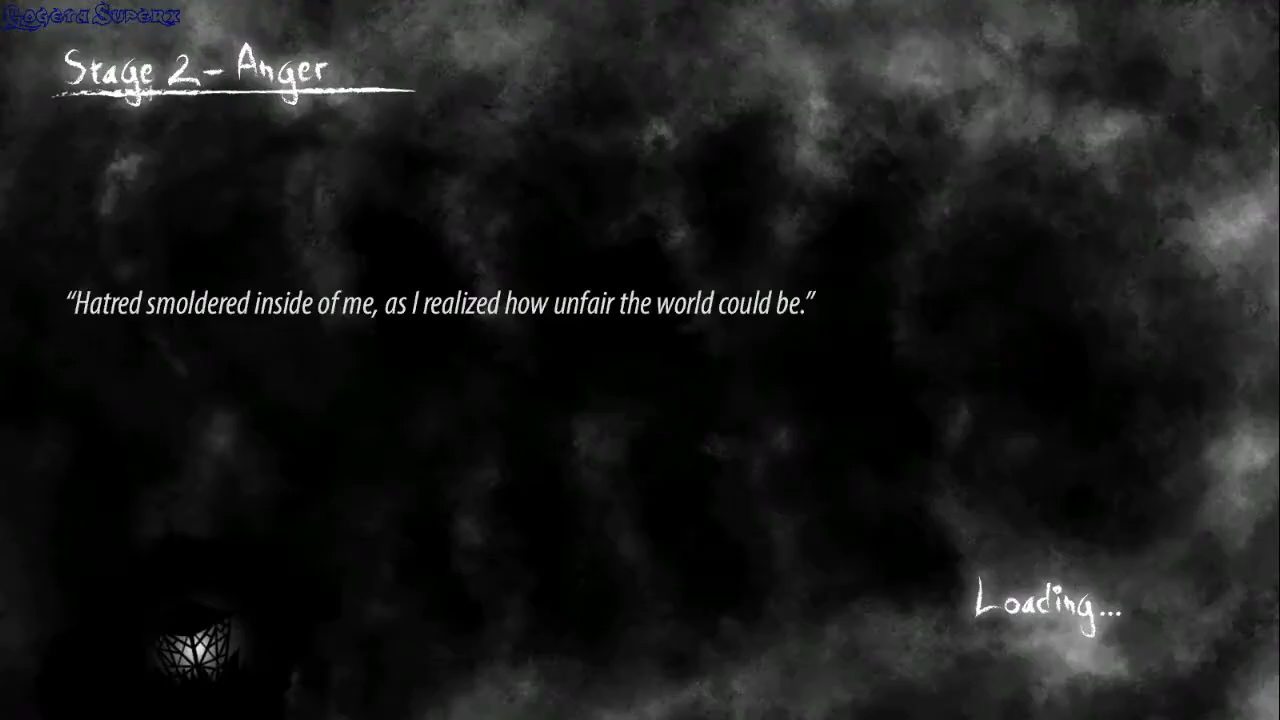 Stage 2 - Anger
“Hatred smoldered inside of me, as I realized how unfair the world could be.”
Loading...